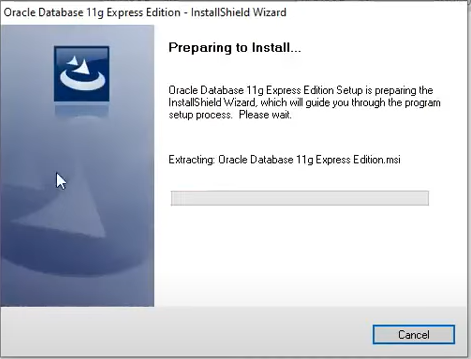 Oracle Database 11g Express Edition - InstallShield Wizard
Preparing to Install...
Oracle Database 11g Express Edition Setup is preparing the
InstallShield Wizard, which will guide you through the program
setup process. Please wait.
Extracting: Oracle Database 11g Express Edition.msi
Cancel